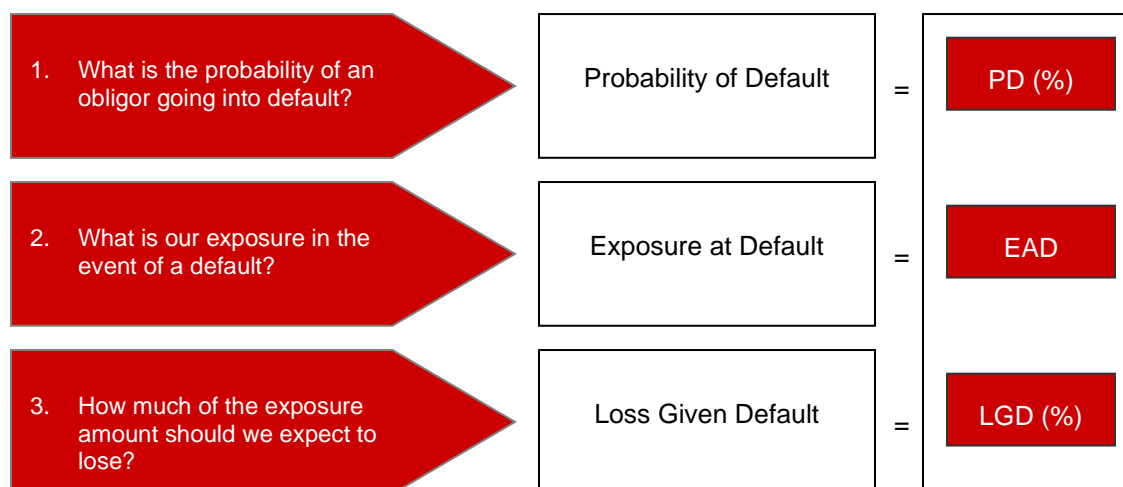 1. What is the probability of an
obligor going into default?
Probability of Default
=
PD (%)
2. What is our exposure in the
event of a default?
Exposure at Default
=
EAD
3. How much of the exposure
amount should we expect to
lose?
Loss Given Default
=
LGD (%)